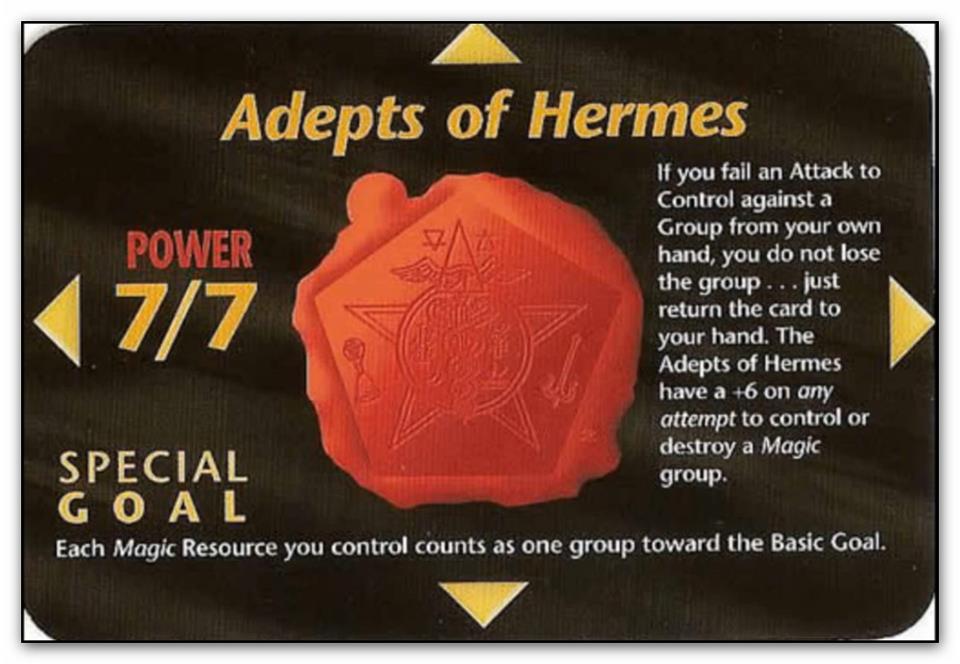 Adepts of Hermes
POWER
7/7
If you fail an Attack to
Control against a
Group from your own
hand, you do not lose
the group . . . just
return the card to
your hand. The
Adepts of Hermes
have a +6 on any
attempt to control or
destroy a Magic
group.
SPECIAL
GOAL
Each Magic Resource you control counts as one group toward the Basic Goal.